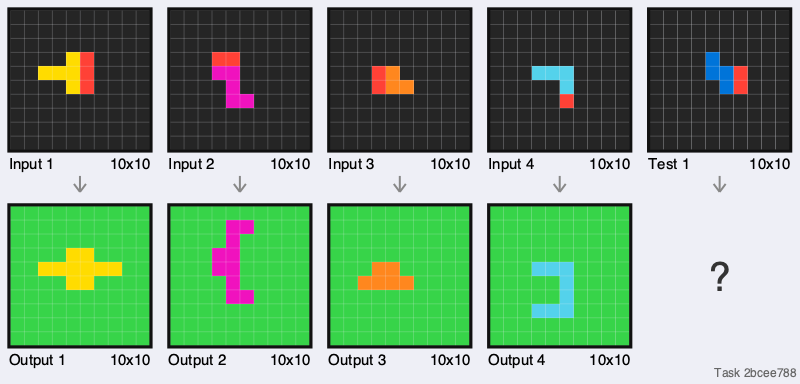 Input 1 10x10
Input 2 10x10
Input 3 10x10
Input 4 10x10
Test 1 10x10
?
Output 1 10x10
Output 2 10x10
Output 3 10x10
Output 4 10x10
Task 2bcee788